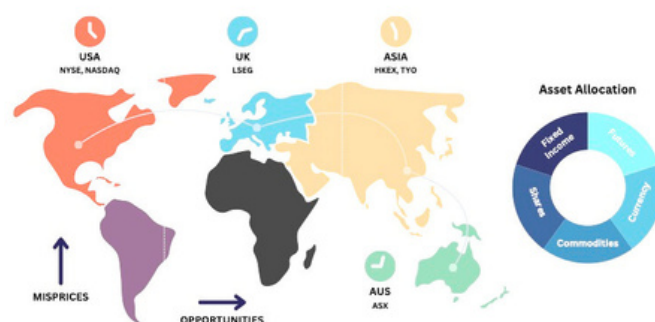 USA
NYSE, NASDAQ
UK
LSEG
ASIA
HKEX, TYO
Asset Allocation
Fixed
Income
Futures
Shares
Currency
Commodities
MISPRICES
OPPORTUNITIES
AUS
ASX